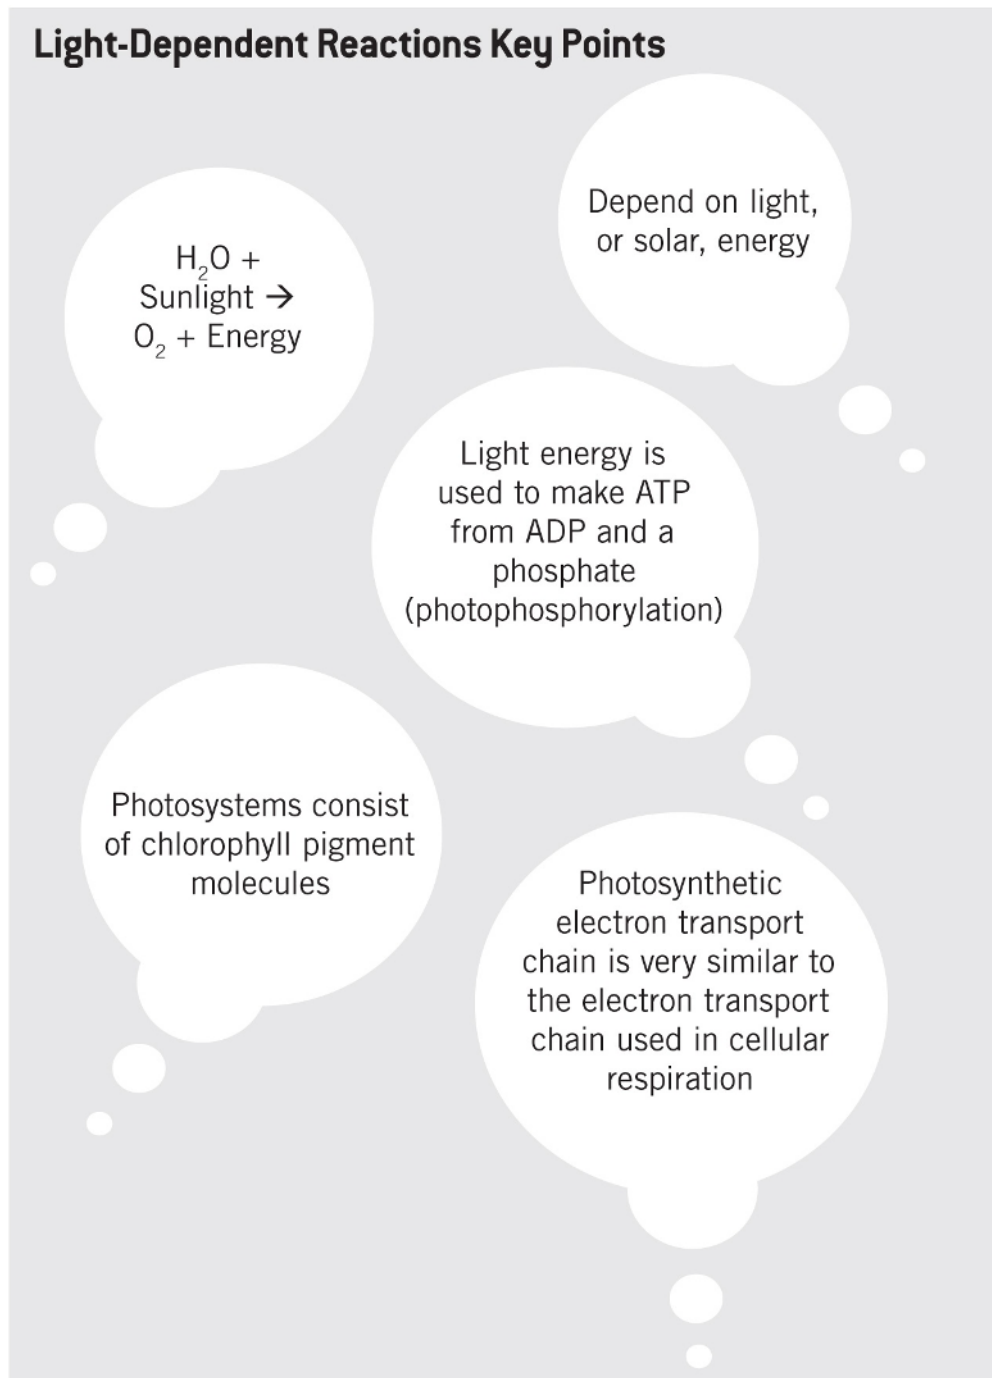 Light-Dependent Reactions Key Points
Depend on light,
or solar, energy
H₂O +
Sunlight →
O₂ + Energy
Light energy is
used to make ATP
from ADP and a
phosphate
(photophosphorylation)
Photosystems consist
of chlorophyll pigment
molecules
Photosynthetic
electron transport
chain is very similar to
the electron transport
chain used in cellular
respiration